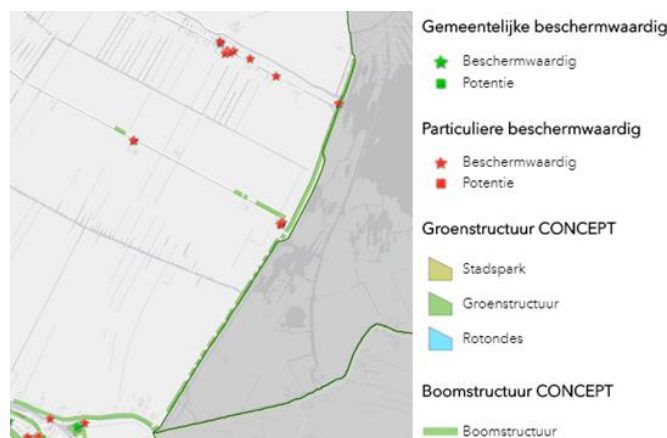 Gemeentelijke beschermwaardig
Beschermwaardig
Potentie
Particuliere beschermwaardig
Beschermwaardig
Potentie
Groenstructuur CONCEPT
Stadspark
Groenstructuur
Rotondes
Boomstructuur CONCEPT
Boomstructuur